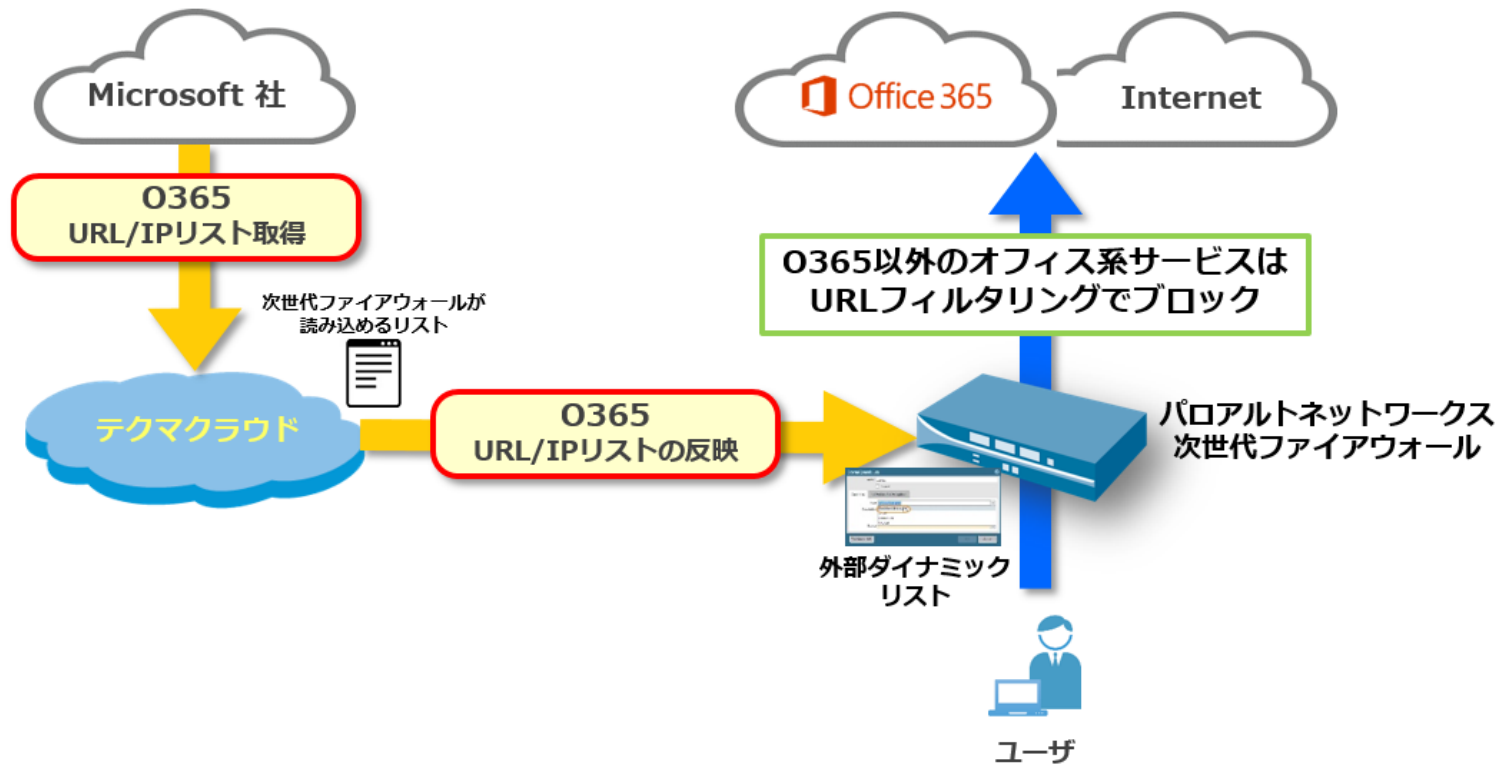 Microsoft 社
O365
URL/IPリスト取得
次世代ファイアウォールが
読み込めるリスト
テクマクラウド
O365
URL/IPリストの反映
Office 365
Internet
O365以外のオフィス系サービスは
URLフィルタリングでブロック
パロアルトネットワークス
次世代ファイアウォール
外部ダイナミック
リスト
ユーザ